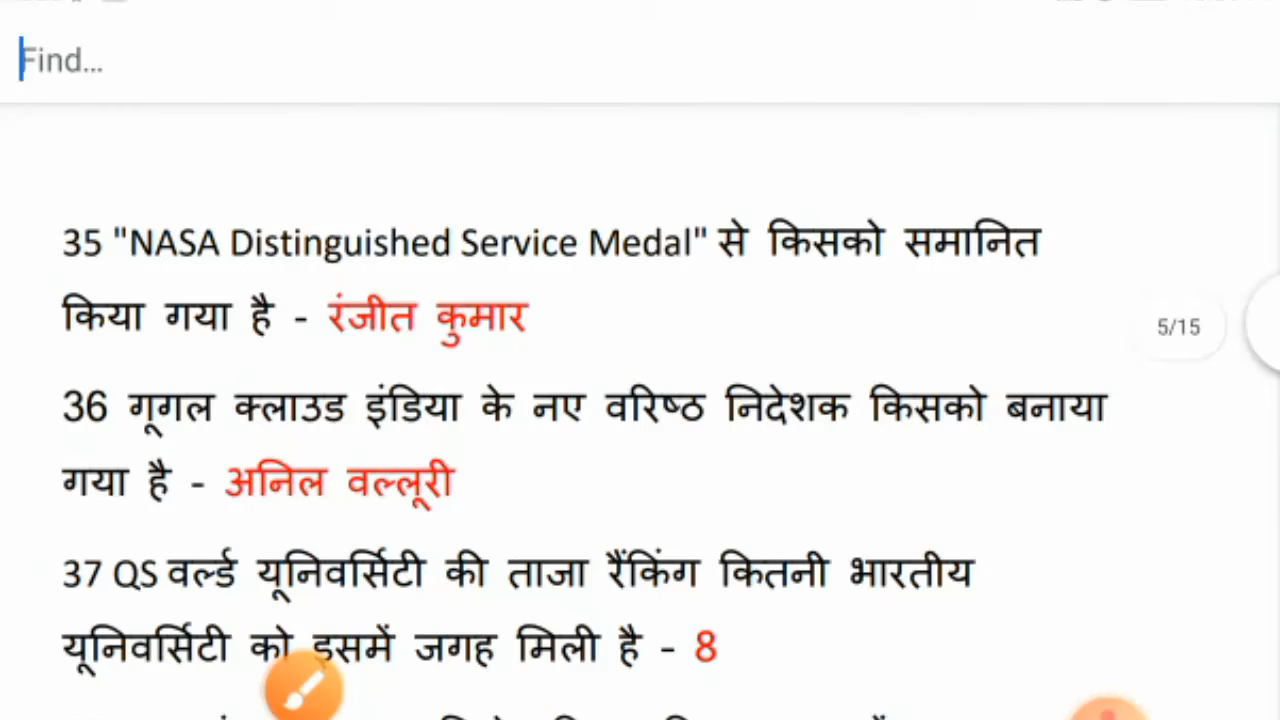 Find...
35 "NASA Distinguished Service Medal" से किसको समानित
किया गया है - रंजीत कुमार
5/15
36 गूगल क्लाउड इंडिया के नए वरिष्ठ निदेशक किसको बनाया
गया है - अनिल वल्लूरी
37 QS वर्ल्ड यूनिवर्सिटी की ताजा रैंकिंग कितनी भारतीय
यूनिवर्सिटी को इसमें जगह मिली है - 8